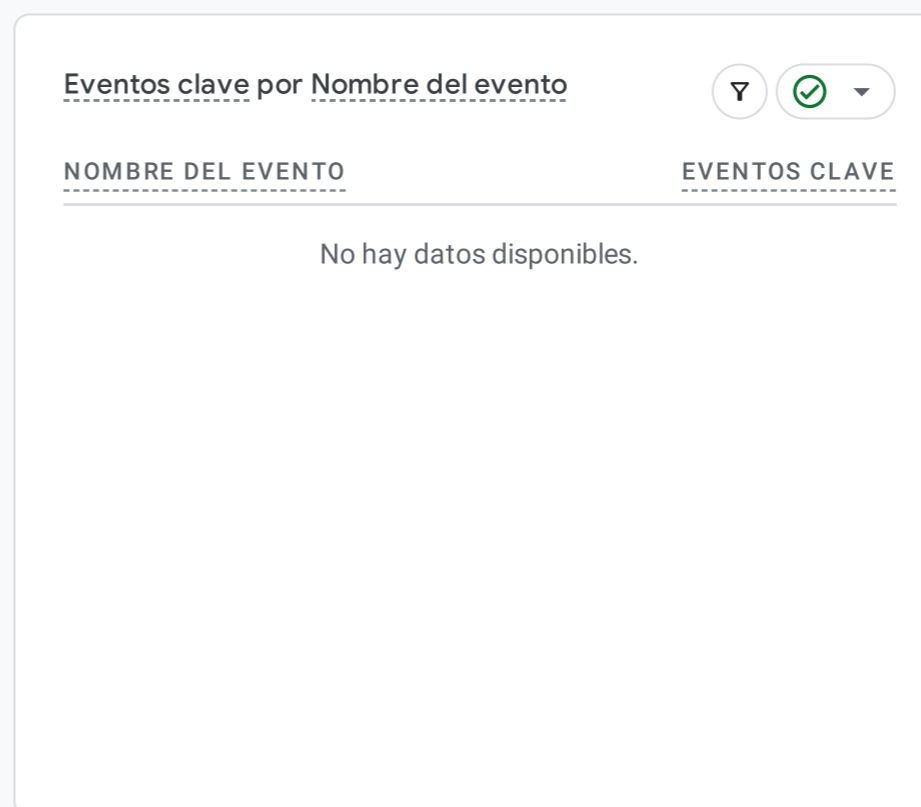 Eventos clave por Nombre del evento
NOMBRE DEL EVENTO EVENTOS CLAVE
No hay datos disponibles.